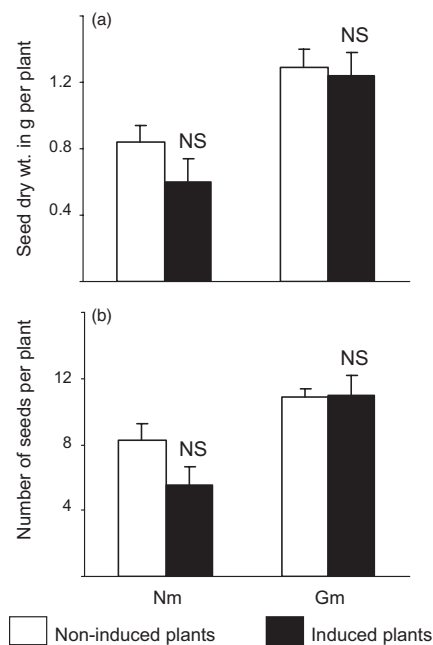 (a)
Seed dry wt. in g per plant
1.2
0.8
0.4
NS
NS
(b)
Number of seeds per plant
12
8
4
NS
NS
Nm Gm
Non-induced plants Induced plants